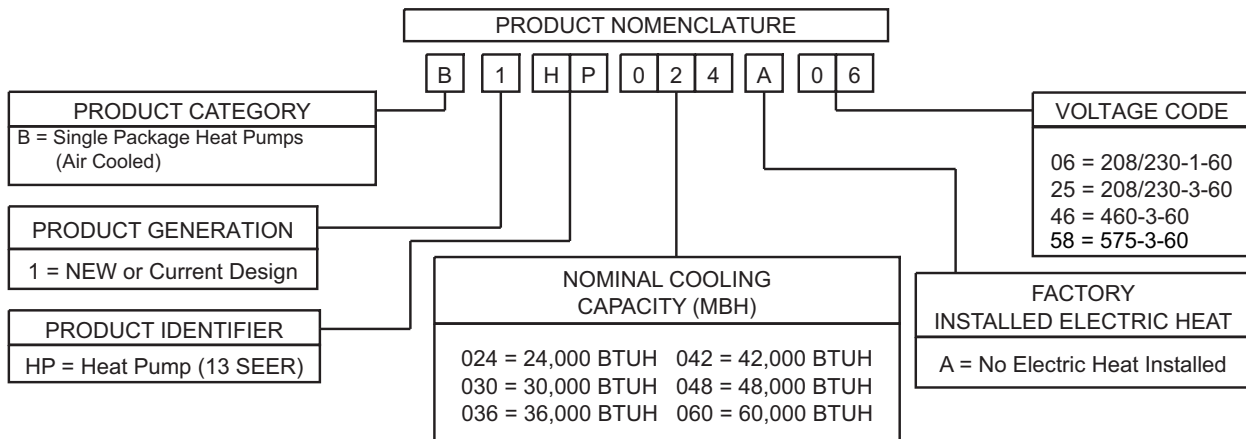 PRODUCT NOMENCLATURE
B 1 H P 0 2 4 A 0 6
PRODUCT CATEGORY
B = Single Package Heat Pumps
(Air Cooled)
PRODUCT GENERATION
1 = NEW or Current Design
PRODUCT IDENTIFIER
HP = Heat Pump (13 SEER)
NOMINAL COOLING
CAPACITY (MBH)
024 = 24,000 BTUH 042 = 42,000 BTUH
030 = 30,000 BTUH 048 = 48,000 BTUH
036 = 36,000 BTUH 060 = 60,000 BTUH
VOLTAGE CODE
06 = 208/230-1-60
25 = 208/230-3-60
46 = 460-3-60
58 = 575-3-60
FACTORY
INSTALLED ELECTRIC HEAT
A = No Electric Heat Installed